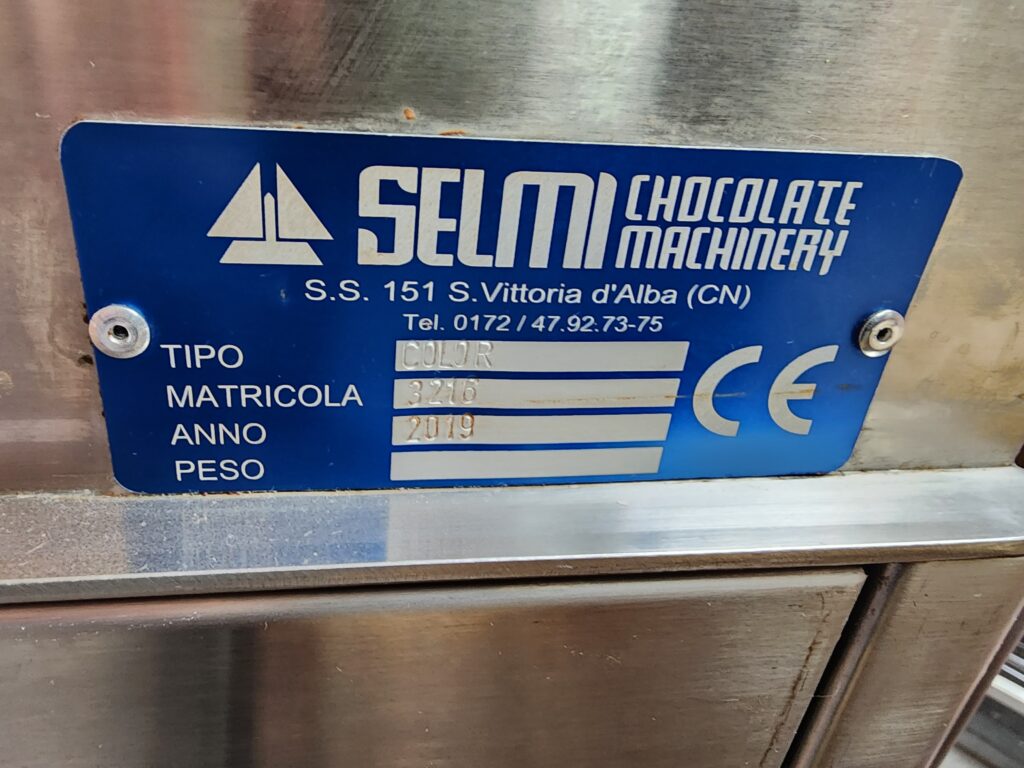 SELMI CHOCOLATE MACHINERY
S.S. 151 S.Vittoria d'Alba (CN)
Tel. 0172 / 47.92.73-75
TIPO COLOR
MATRICOLA 3216
ANNO 2019
PESO
CE